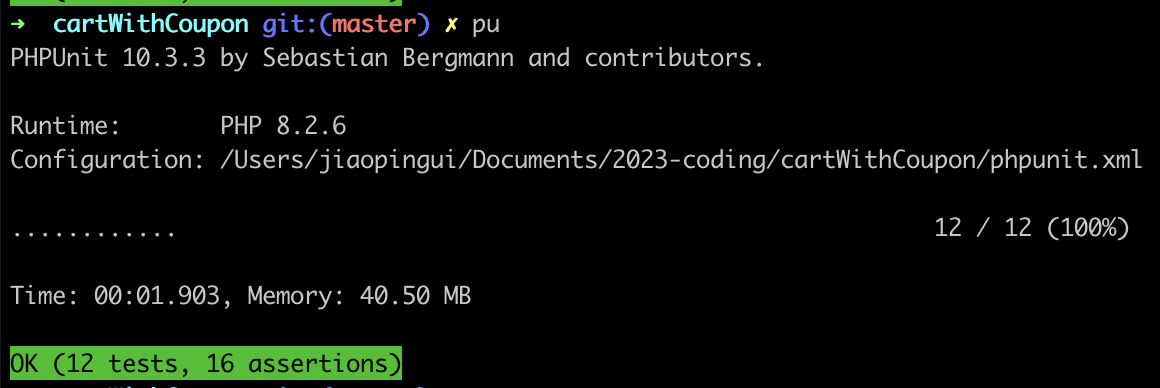 ➜ cartWithCoupon git:(master) ✗ pu
PHPUnit 10.3.3 by Sebastian Bergmann and contributors.
Runtime: PHP 8.2.6
Configuration: /Users/jiaopingui/Documents/2023-coding/cartWithCoupon/phpunit.xml
............ 12 / 12 (100%)
Time: 00:01.903, Memory: 40.50 MB
OK (12 tests, 16 assertions)